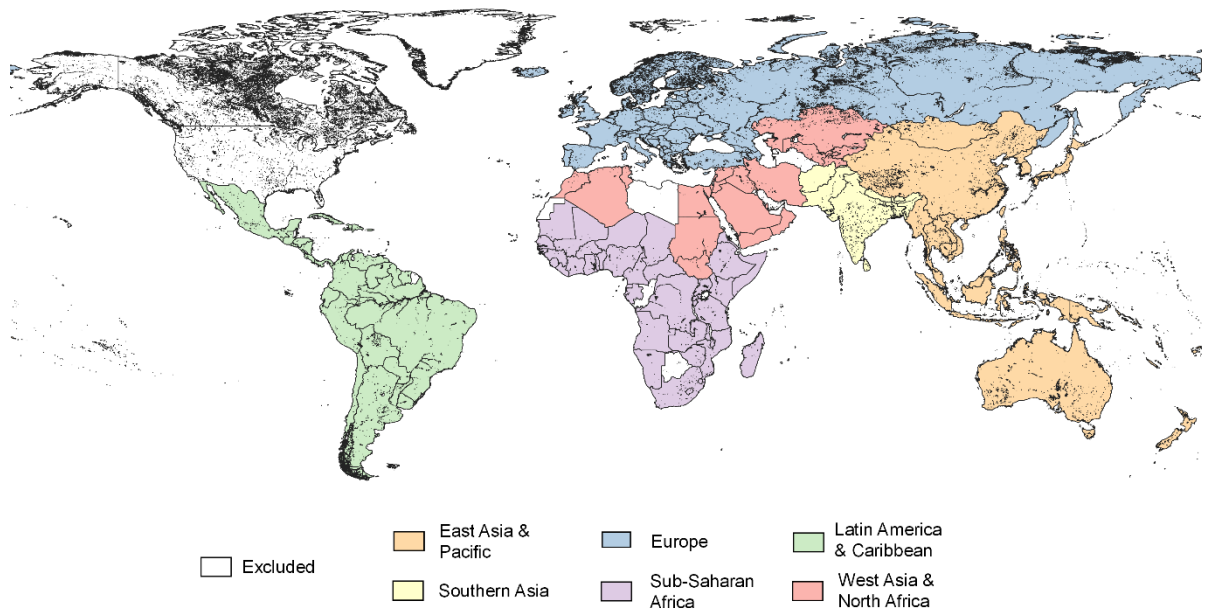 Excluded
East Asia &
Pacific
Southern Asia
Europe
Sub-Saharan
Africa
Latin America
& Caribbean
West Asia &
North Africa